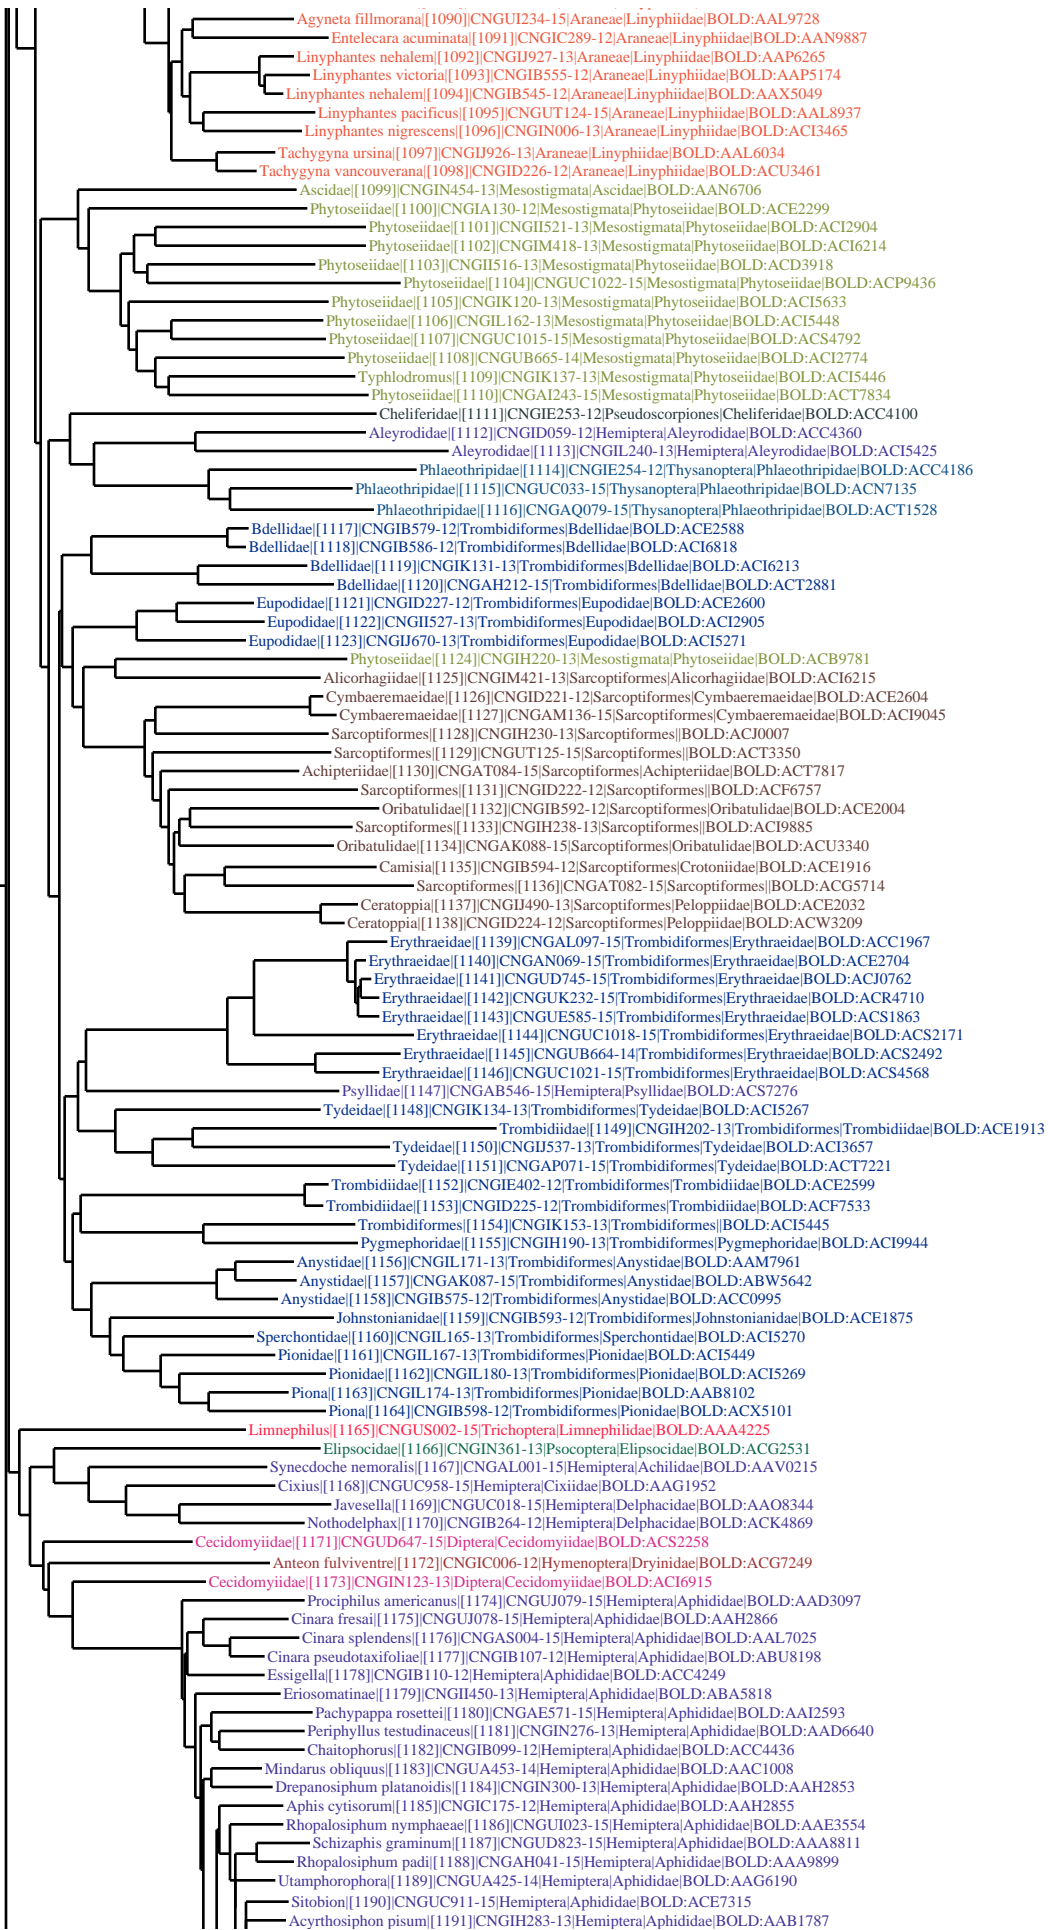 Agyneta fillmorana|[1090]|CNGUI234-15|Araneae|Linyphiidae|BOLD:AAL9728
Entelecara acuminata|[1091]|CNGIC289-12|Araneae|Linyphiidae|BOLD:AAN9887
Linyphantes nehalem|[1092]|CNGIJ927-13|Araneae|Linyphiidae|BOLD:AAP6265
Linyphantes victoria|[1093]|CNGIB555-12|Araneae|Linyphiidae|BOLD:AAP5174
Linyphantes nehalem|[1094]|CNGIB545-12|Araneae|Linyphiidae|BOLD:AAX5049
Linyphantes pacificus|[1095]|CNGUT124-15|Araneae|Linyphiidae|BOLD:AAL8937
Linyphantes nigrescens|[1096]|CNGIN006-13|Araneae|Linyphiidae|BOLD:ACI3465
Tachygyna ursina|[1097]|CNGIJ926-13|Araneae|Linyphiidae|BOLD:AAL6034
Tachygyna vancouverana|[1098]|CNGID226-12|Araneae|Linyphiidae|BOLD:ACU3461
Ascidae|[1099]|CNGIN454-13|Mesostigmata|Ascidae|BOLD:AAN6706
Phytoseiidae|[1100]|CNGIA130-12|Mesostigmata|Phytoseiidae|BOLD:ACE2299
Phytoseiidae|[1101]|CNGII521-13|Mesostigmata|Phytoseiidae|BOLD:ACI2904
Phytoseiidae|[1102]|CNGIM418-13|Mesostigmata|Phytoseiidae|BOLD:ACI6214
Phytoseiidae|[1103]|CNGII516-13|Mesostigmata|Phytoseiidae|BOLD:ACD3918
Phytoseiidae|[1104]|CNGUC1022-15|Mesostigmata|Phytoseiidae|BOLD:ACP9436
Phytoseiidae|[1105]|CNGIK120-13|Mesostigmata|Phytoseiidae|BOLD:ACI5633
Phytoseiidae|[1106]|CNGIL162-13|Mesostigmata|Phytoseiidae|BOLD:ACI5448
Phytoseiidae|[1107]|CNGUC1015-15|Mesostigmata|Phytoseiidae|BOLD:ACS4792
Phytoseiidae|[1108]|CNGUB665-14|Mesostigmata|Phytoseiidae|BOLD:ACI2774
Typhlodromus|[1109]|CNGIK137-13|Mesostigmata|Phytoseiidae|BOLD:ACI5446
Phytoseiidae|[1110]|CNGAI243-15|Mesostigmata|Phytoseiidae|BOLD:ACT7834
Cheliferidae|[1111]|CNGIE253-12|Pseudoscorpiones|Cheliferidae|BOLD:ACC4100
Aleyrodidae|[1112]|CNGID059-12|Hemiptera|Aleyrodidae|BOLD:ACC4360
Aleyrodidae|[1113]|CNGIL240-13|Hemiptera|Aleyrodidae|BOLD:ACI5425
Phlaeothripidae|[1114]|CNGIE254-12|Thysanoptera|Phlaeothripidae|BOLD:ACC4186
Phlaeothripidae|[1115]|CNGUC033-15|Thysanoptera|Phlaeothripidae|BOLD:ACN7135
Phlaeothripidae|[1116]|CNGAQ079-15|Thysanoptera|Phlaeothripidae|BOLD:ACT1528
Bdellidae|[1117]|CNGIB579-12|Trombidiformes|Bdellidae|BOLD:ACE2588
Bdellidae|[1118]|CNGIB586-12|Trombidiformes|Bdellidae|BOLD:ACI6818
Bdellidae|[1119]|CNGIK131-13|Trombidiformes|Bdellidae|BOLD:ACI6213
Bdellidae|[1120]|CNGAH212-15|Trombidiformes|Bdellidae|BOLD:ACT2881
Eupodidae|[1121]|CNGID227-12|Trombidiformes|Eupodidae|BOLD:ACE2600
Eupodidae|[1122]|CNGII527-13|Trombidiformes|Eupodidae|BOLD:ACI2905
Eupodidae|[1123]|CNGIJ670-13|Trombidiformes|Eupodidae|BOLD:ACI5271
Phytoseiidae|[1124]|CNGIH220-13|Mesostigmata|Phytoseiidae|BOLD:ACB9781
Alicorhagiidae|[1125]|CNGIM421-13|Sarcoptiformes|Alicorhagiidae|BOLD:ACI6215
Cymbaeremaeidae|[1126]|CNGID221-12|Sarcoptiformes|Cymbaeremaeidae|BOLD:ACE2604
Cymbaeremaeidae|[1127]|CNGAM136-15|Sarcoptiformes|Cymbaeremaeidae|BOLD:ACI9045
Sarcoptiformes|[1128]|CNGIH230-13|Sarcoptiformes||BOLD:ACJ0007
Sarcoptiformes|[1129]|CNGUT125-15|Sarcoptiformes||BOLD:ACT3350
Achipteriidae|[1130]|CNGAT084-15|Sarcoptiformes|Achipteriidae|BOLD:ACT7817
Sarcoptiformes|[1131]|CNGID222-12|Sarcoptiformes||BOLD:ACF6757
Oribatulidae|[1132]|CNGIB592-12|Sarcoptiformes|Oribatulidae|BOLD:ACE2004
Sarcoptiformes|[1133]|CNGIH238-13|Sarcoptiformes||BOLD:ACI9885
Oribatulidae|[1134]|CNGAK088-15|Sarcoptiformes|Oribatulidae|BOLD:ACU3340
Camisia|[1135]|CNGIB594-12|Sarcoptiformes|Crotoniidae|BOLD:ACE1916
Sarcoptiformes|[1136]|CNGAT082-15|Sarcoptiformes||BOLD:ACG5714
Ceratoppia|[1137]|CNGIJ490-13|Sarcoptiformes|Peloppiidae|BOLD:ACE2032
Ceratoppia|[1138]|CNGID224-12|Sarcoptiformes|Peloppiidae|BOLD:ACW3209
Erythraeidae|[1139]|CNGAL097-15|Trombidiformes|Erythraeidae|BOLD:ACC1967
Erythraeidae|[1140]|CNGAN069-15|Trombidiformes|Erythraeidae|BOLD:ACE2704
Erythraeidae|[1141]|CNGUD745-15|Trombidiformes|Erythraeidae|BOLD:ACJ0762
Erythraeidae|[1142]|CNGUK232-15|Trombidiformes|Erythraeidae|BOLD:ACR4710
Erythraeidae|[1143]|CNGUE585-15|Trombidiformes|Erythraeidae|BOLD:ACS1863
Erythraeidae|[1144]|CNGUC1018-15|Trombidiformes|Erythraeidae|BOLD:ACS2171
Erythraeidae|[1145]|CNGUB664-14|Trombidiformes|Erythraeidae|BOLD:ACS2492
Erythraeidae|[1146]|CNGUC1021-15|Trombidiformes|Erythraeidae|BOLD:ACS4568
Psyllidae|[1147]|CNGAB546-15|Hemiptera|Psyllidae|BOLD:ACS7276
Tydeidae|[1148]|CNGIK134-13|Trombidiformes|Tydeidae|BOLD:ACI5267
Trombidiidae|[1149]|CNGIH202-13|Trombidiformes|Trombidiidae|BOLD:ACE1913
Tydeidae|[1150]|CNGIJ537-13|Trombidiformes|Tydeidae|BOLD:ACI3657
Tydeidae|[1151]|CNGAP071-15|Trombidiformes|Tydeidae|BOLD:ACT7221
Trombidiidae|[1152]|CNGIE402-12|Trombidiformes|Trombidiidae|BOLD:ACE2599
Trombidiidae|[1153]|CNGID225-12|Trombidiformes|Trombidiidae|BOLD:ACF7533
Trombidiformes|[1154]|CNGIK153-13|Trombidiformes||BOLD:ACI5445
Pygmephoridae|[1155]|CNGIH190-13|Trombidiformes|Pygmephoridae|BOLD:ACI9944
Anystidae|[1156]|CNGIL171-13|Trombidiformes|Anystidae|BOLD:AAM7961
Anystidae|[1157]|CNGAK087-15|Trombidiformes|Anystidae|BOLD:ABW5642
Anystidae|[1158]|CNGIB575-12|Trombidiformes|Anystidae|BOLD:ACC0995
Johnstonianidae|[1159]|CNGIB593-12|Trombidiformes|Johnstonianidae|BOLD:ACE1875
Sperchontidae|[1160]|CNGIL165-13|Trombidiformes|Sperchontidae|BOLD:ACI5270
Pionidae|[1161]|CNGIL167-13|Trombidiformes|Pionidae|BOLD:ACI5449
Pionidae|[1162]|CNGIL180-13|Trombidiformes|Pionidae|BOLD:ACI5269
Piona|[1163]|CNGIL174-13|Trombidiformes|Pionidae|BOLD:AAB8102
Piona|[1164]|CNGIB598-12|Trombidiformes|Pionidae|BOLD:ACX5101
Limnephilus|[1165]|CNGUS002-15|Trichoptera|Limnephilidae|BOLD:AAA4225
Elipsocidae|[1166]|CNGIN361-13|Psocoptera|Elipsocidae|BOLD:ACG2531
Synecdoche nemoralis|[1167]|CNGAL001-15|Hemiptera|Achilidae|BOLD:AAV0215
Cixius|[1168]|CNGUC958-15|Hemiptera|Cixiidae|BOLD:AAG1952
Javesella|[1169]|CNGUC018-15|Hemiptera|Delphacidae|BOLD:AAO8344
Nothodelphax|[1170]|CNGIB264-12|Hemiptera|Delphacidae|BOLD:ACK4869
Cecidomyiidae|[1171]|CNGUD647-15|Diptera|Cecidomyiidae|BOLD:ACS2258
Anteon fulviventre|[1172]|CNGIC006-12|Hymenoptera|Dryinidae|BOLD:ACG7249
Cecidomyiidae|[1173]|CNGIN123-13|Diptera|Cecidomyiidae|BOLD:ACI6915
Prociphilus americanus|[1174]|CNGUJ079-15|Hemiptera|Aphididae|BOLD:AAD3097
Cinara fresai|[1175]|CNGUJ078-15|Hemiptera|Aphididae|BOLD:AAH2866
Cinara splendens|[1176]|CNGAS004-15|Hemiptera|Aphididae|BOLD:AAL7025
Cinara pseudotaxifoliae|[1177]|CNGIB107-12|Hemiptera|Aphididae|BOLD:ABU8198
Essigella|[1178]|CNGIB110-12|Hemiptera|Aphididae|BOLD:ACC4249
Eriosomatinae|[1179]|CNGII450-13|Hemiptera|Aphididae|BOLD:ABA5818
Pachypappa rosettei|[1180]|CNGAE571-15|Hemiptera|Aphididae|BOLD:AAI2593
Periphyllus testudinaceus|[1181]|CNGIN276-13|Hemiptera|Aphididae|BOLD:AAD6640
Chaitophorus|[1182]|CNGIB099-12|Hemiptera|Aphididae|BOLD:ACC4436
Mindarus obliquus|[1183]|CNGUA453-14|Hemiptera|Aphididae|BOLD:AAC1008
Drepanosiphum platanoidis|[1184]|CNGIN300-13|Hemiptera|Aphididae|BOLD:AAH2853
Aphis cytisorum|[1185]|CNGIC175-12|Hemiptera|Aphididae|BOLD:AAH2855
Rhopalosiphum nymphaeae|[1186]|CNGUI023-15|Hemiptera|Aphididae|BOLD:AAE3554
Schizaphis graminum|[1187]|CNGUD823-15|Hemiptera|Aphididae|BOLD:AAA8811
Rhopalosiphum padi|[1188]|CNGAH041-15|Hemiptera|Aphididae|BOLD:AAA9899
Utamphorophora|[1189]|CNGUA425-14|Hemiptera|Aphididae|BOLD:AAG6190
Sitobion|[1190]|CNGUC911-15|Hemiptera|Aphididae|BOLD:ACE7315
Acyrthosiphon pisum|[1191]|CNGIH283-13|Hemiptera|Aphididae|BOLD:AAB1787